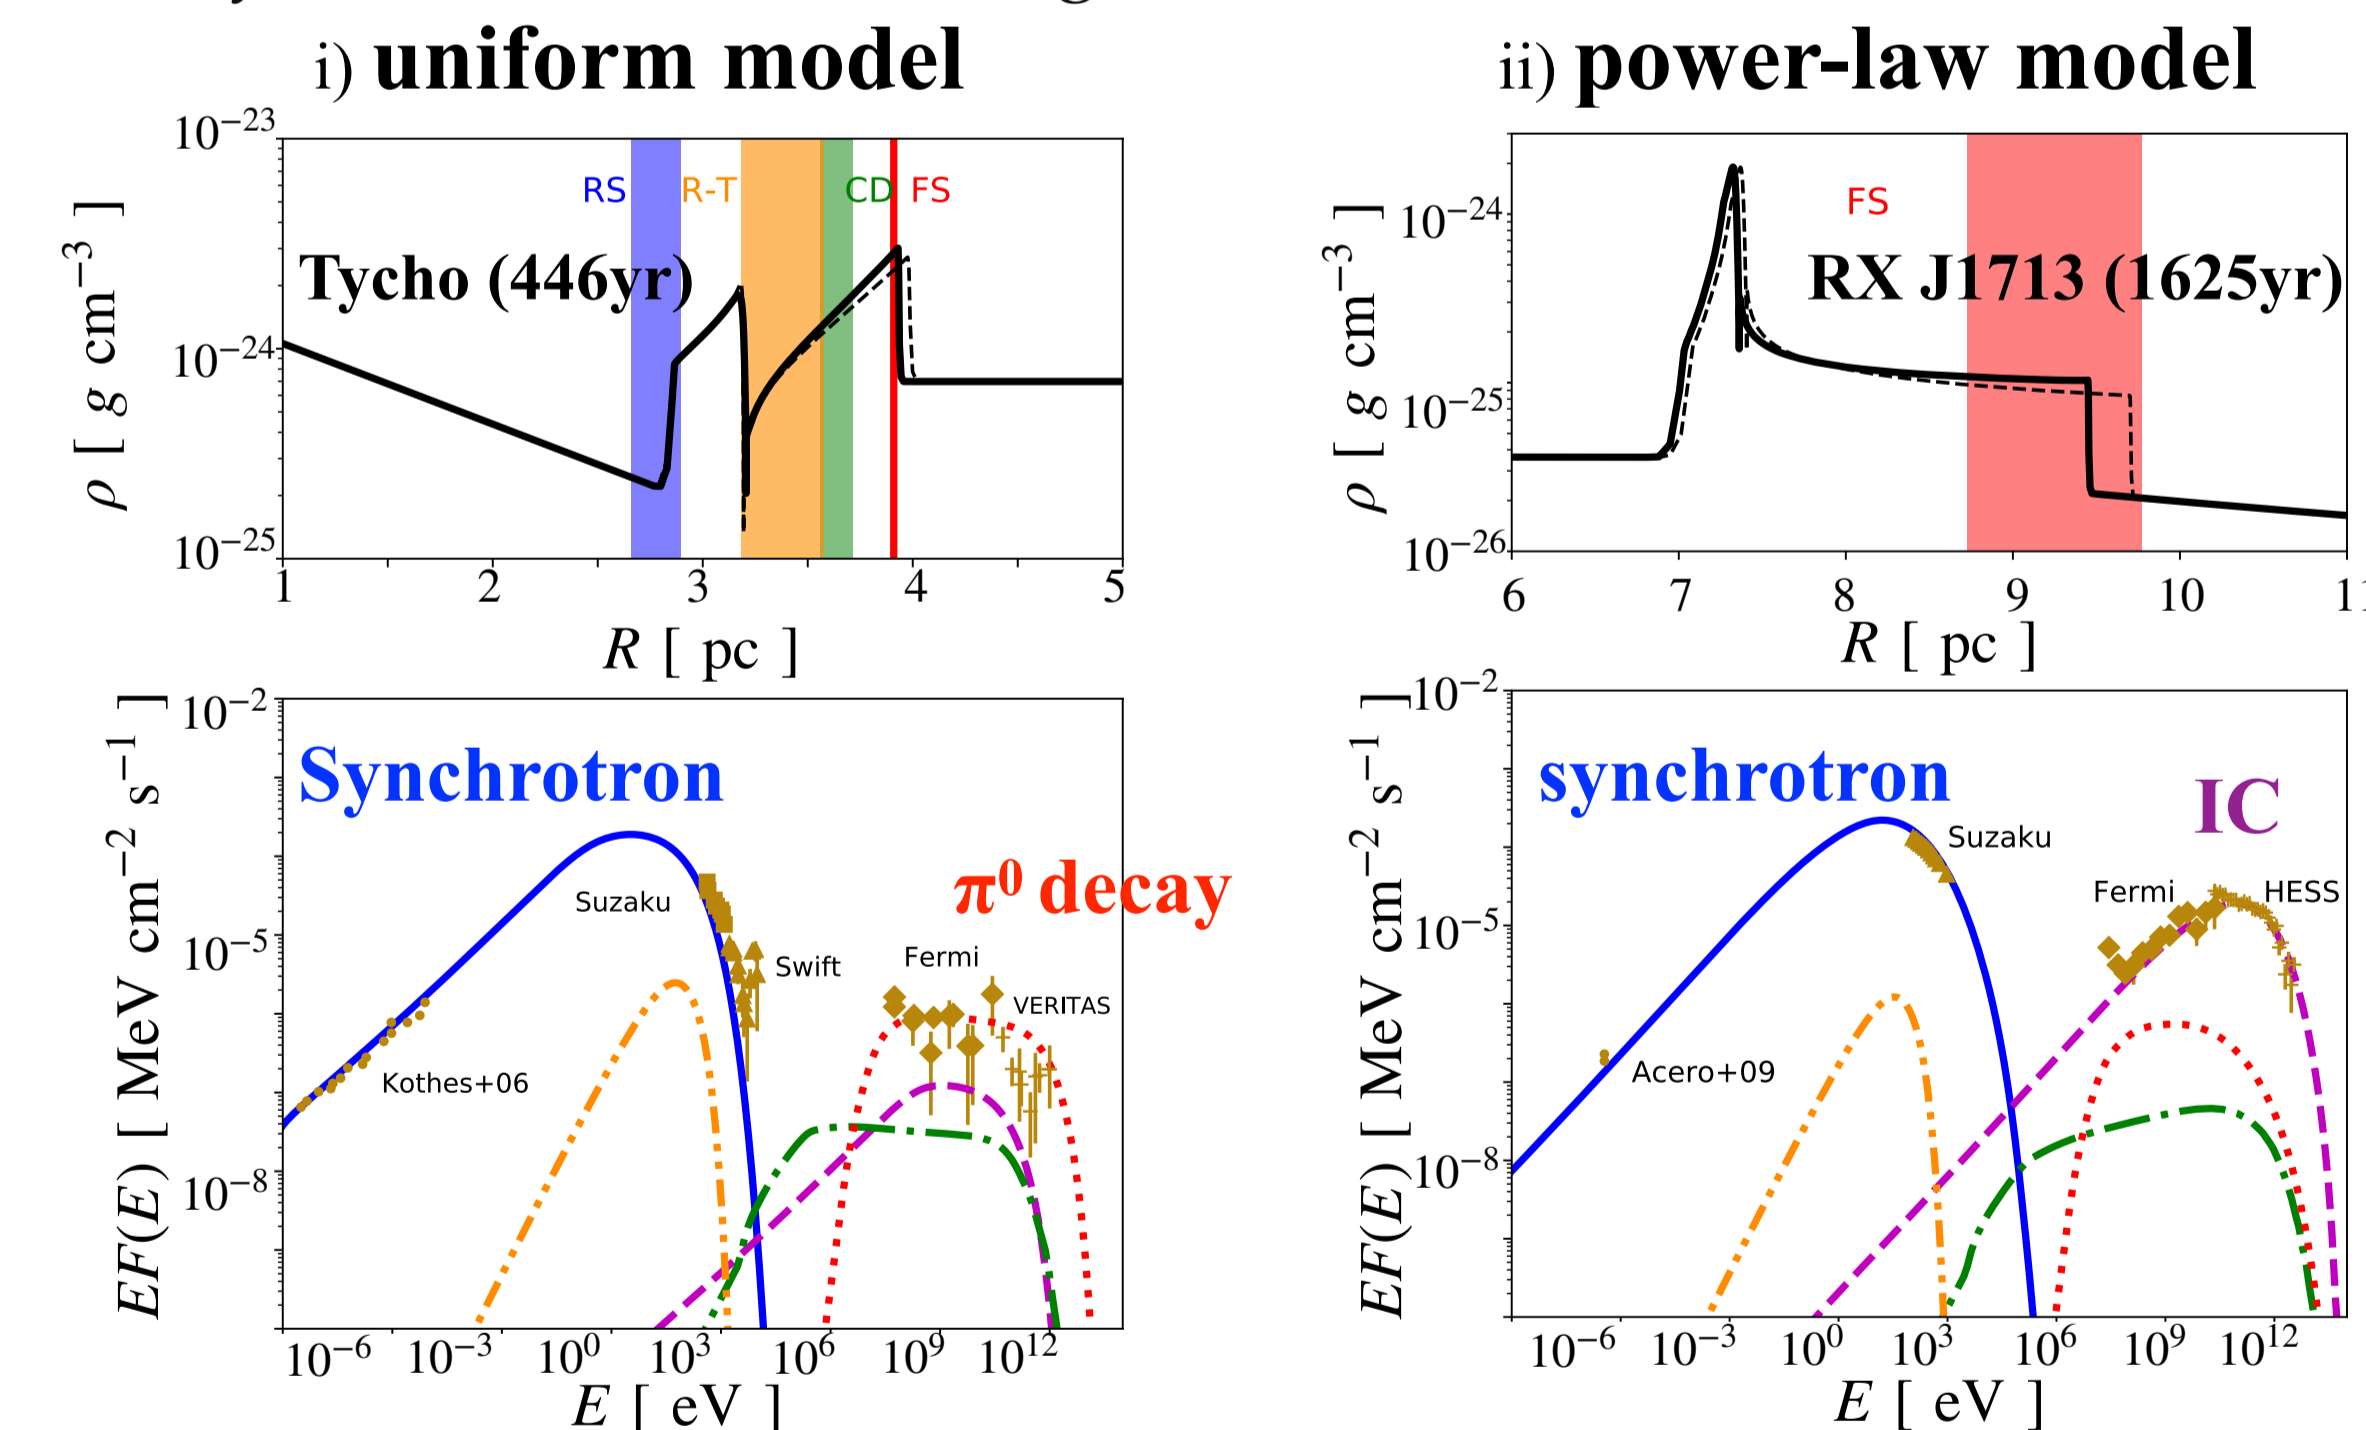 i) uniform model
ii) power-law model
10−23
10−24
10−25
ρ [ g cm−3 ]
RS
R-T
CD
FS
Tycho (446yr)
1 2 3 4 5
R [ pc ]
10−24
10−25
10−26
ρ [ g cm−3 ]
FS
RX J1713 (1625yr)
6 7 8 9 10
R [ pc ]
10−2
10−5
10−8
EF(E) [ MeV cm−2 s−1 ]
Synchrotron
π0 decay
Suzaku
Swift
Fermi
VERITAS
Kothes+06
10−6 10−3 100 103 106 109 1012
E [ eV ]
10−2
10−5
10−8
EF(E) [ MeV cm−2 s−1 ]
synchrotron
IC
Suzaku
Fermi
HESS
Acero+09
10−6 10−3 100 103 106 109 1012
E [ eV ]